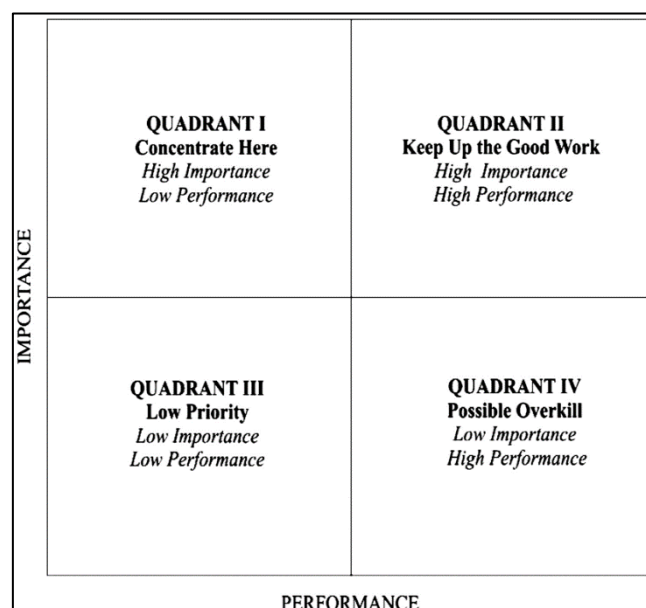 QUADRANT I
Concentrate Here
High Importance
Low Performance
QUADRANT II
Keep Up the Good Work
High Importance
High Performance
IMPORTANCE
QUADRANT III
Low Priority
Low Importance
Low Performance
QUADRANT IV
Possible Overkill
Low Importance
High Performance
PERFORMANCE